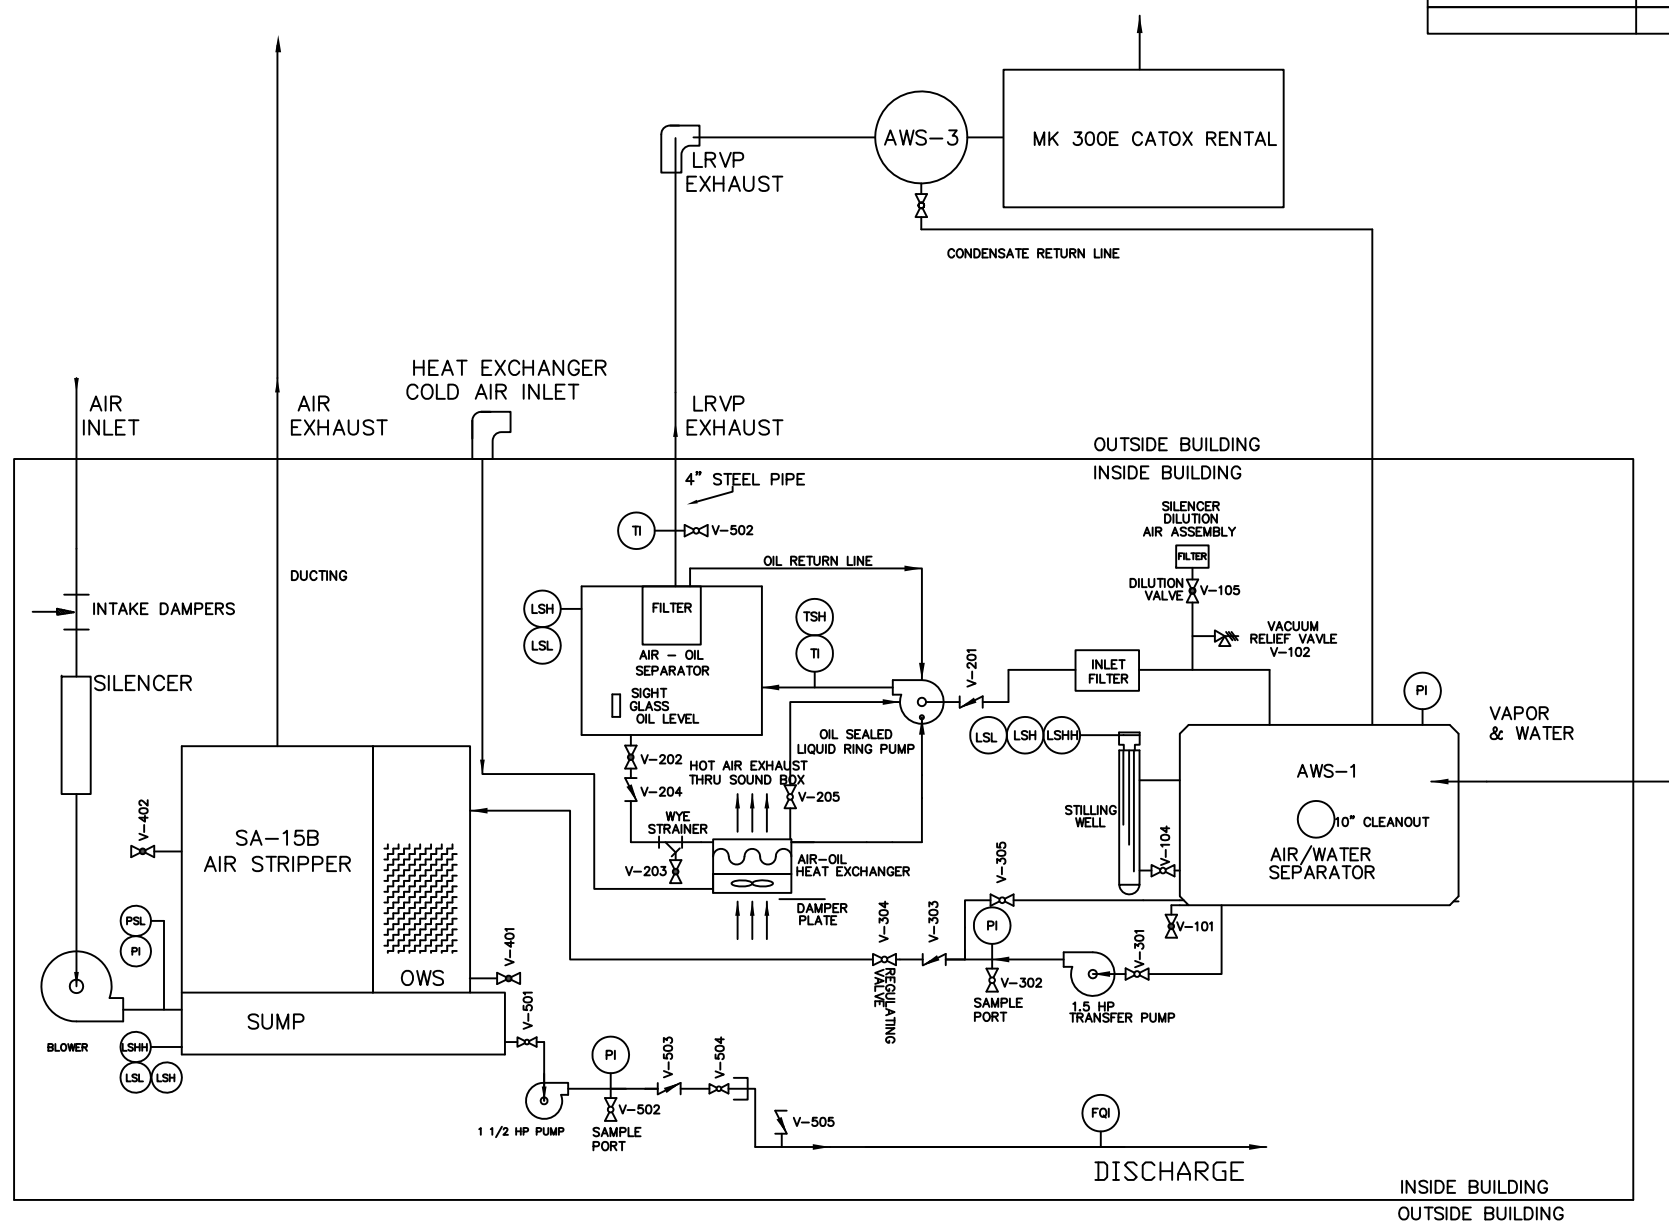 AWS-3
MK 300E CATOX RENTAL
LRVP
EXHAUST
CONDENSATE RETURN LINE
HEAT EXCHANGER
COLD AIR INLET
AIR
INLET
AIR
EXHAUST
LRVP
EXHAUST
OUTSIDE BUILDING
INSIDE BUILDING
4" STEEL PIPE
TI
V-502
SILENCER
DILUTION
AIR ASSEMBLY
FILTER
DILUTION
VALVE
V-105
VACUUM
RELIEF VAVLE
V-102
DUCTING
OIL RETURN LINE
INTAKE DAMPERS
LSH
LSL
FILTER
AIR - OIL
SEPARATOR
SIGHT
GLASS
OIL LEVEL
TSH
TI
V-201
INLET
FILTER
PI
SILENCER
VAPOR
& WATER
OIL SEALED
LIQUID RING PUMP
LSL
LSH
LSHH
V-202
V-204
HOT AIR EXHAUST
THRU SOUND BOX
V-205
AWS-1
10" CLEANOUT
AIR/WATER
SEPARATOR
STILLING
WELL
V-104
V-402
SA-15B
AIR STRIPPER
WYE
STRAINER
V-203
AIR-OIL
HEAT EXCHANGER
DAMPER
PLATE
V-305
V-304
V-303
PI
V-101
V-301
PSL
PI
OWS
V-401
REGULATING
VALVE
V-302
SAMPLE
PORT
1.5 HP
TRANSFER PUMP
SUMP
V-501
BLOWER
LSHH
LSL
LSH
PI
V-503
V-504
1 1/2 HP PUMP
V-502
SAMPLE
PORT
V-505
FQI
DISCHARGE
INSIDE BUILDING
OUTSIDE BUILDING